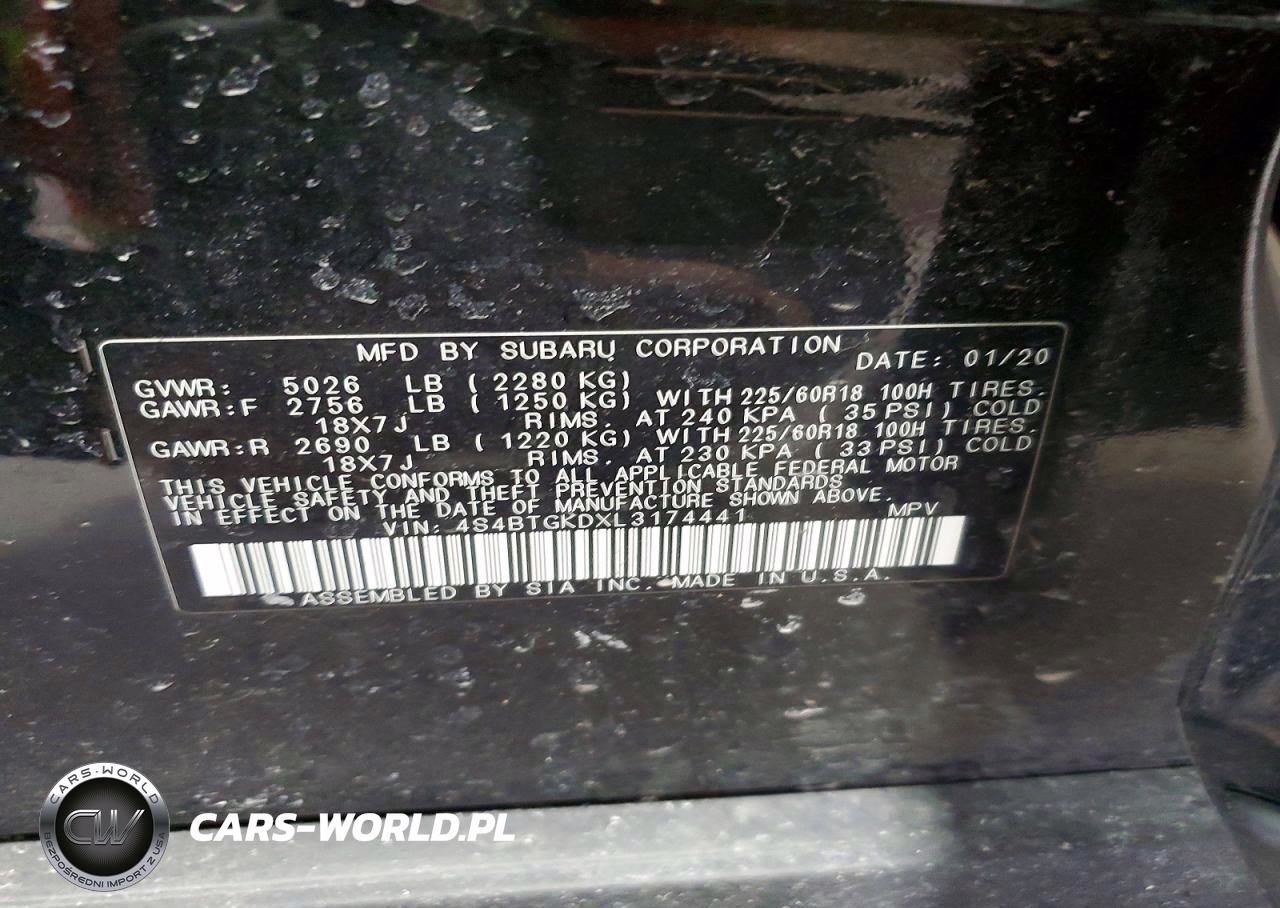 MFD BY SUBARU CORPORATION
DATE: 01/20
GVWR: 5026 LB ( 2280 KG)
GAWR:F 2756 LB ( 1250 KG) WITH 225/60R18 100H TIRES.
18X7J RIMS. AT 240 KPA ( 35 PSI) COLD
GAWR:R 2690 LB ( 1220 KG) WITH 225/60R18 100H TIRES.
18X7J RIMS. AT 230 KPA ( 33 PSI) COLD
THIS VEHICLE CONFORMS TO ALL APPLICABLE FEDERAL MOTOR
VEHICLE SAFETY AND THEFT PREVENTION STANDARDS
IN EFFECT ON THE DATE OF MANUFACTURE SHOWN ABOVE.
VIN: 4S4BTGKDXL3174441 MPV
ASSEMBLED BY SIA INC. MADE IN U.S.A.
CARS-WORLD
CW
BEZPOŚREDNI IMPORT Z USA
CARS-WORLD.PL